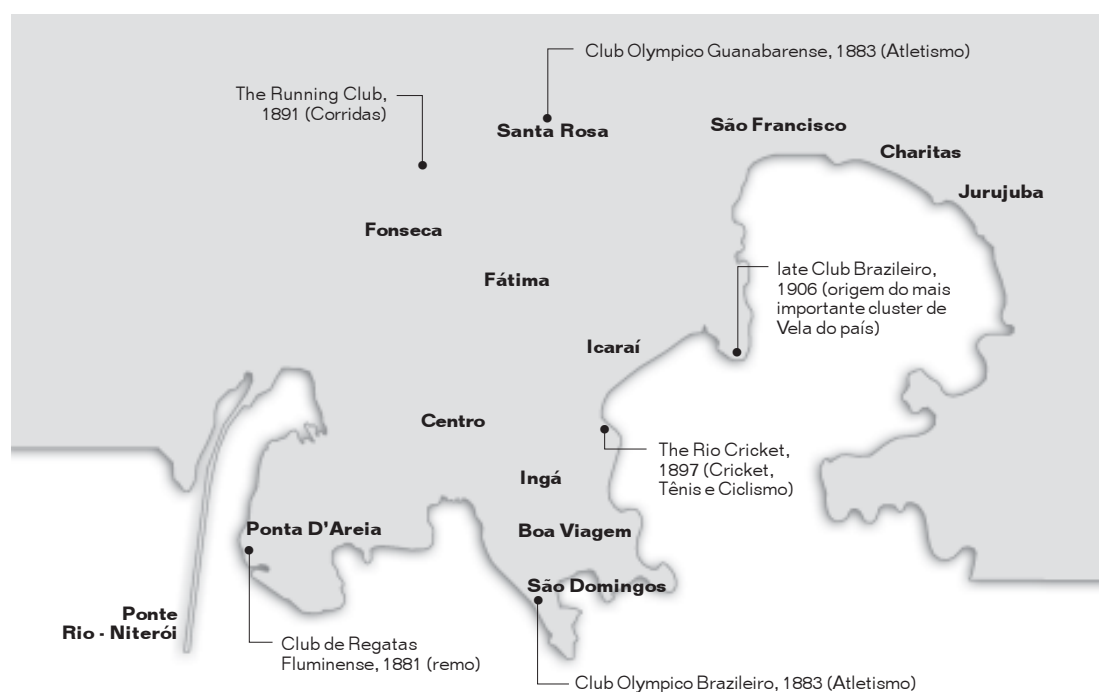 Club Olympico Guanabarense, 1883 (Atletismo)
The Running Club,
1891 (Corridas)
Santa Rosa
São Francisco
Charitas
Jurujuba
Fonseca
Fátima
Iate Club Brazileiro,
1906 (origem do mais
importante cluster de
Vela do país)
Icaraí
Centro
The Rio Cricket,
1897 (Cricket,
Tênis e Ciclismo)
Ingá
Ponta D'Areia
Boa Viagem
São Domingos
Ponte
Rio - Niterói
Club de Regatas
Fluminense, 1881 (remo)
Club Olympico Brazileiro, 1883 (Atletismo)